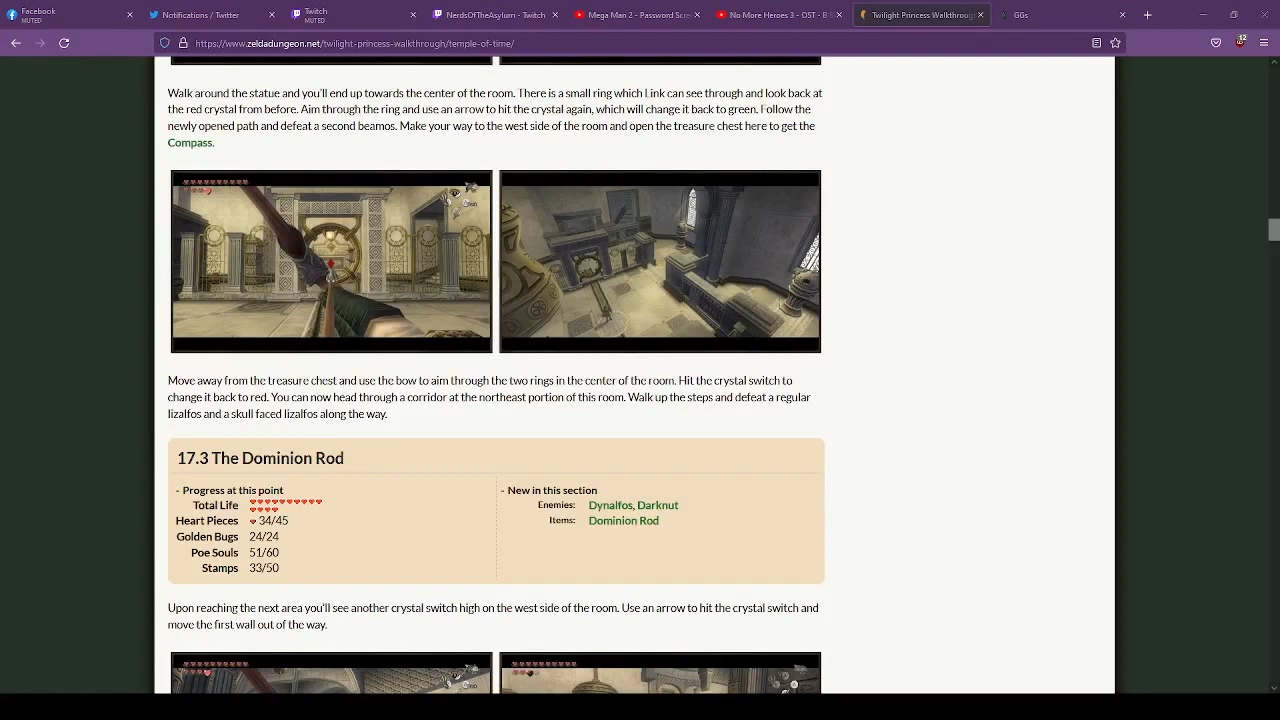 Facebook
MUTED
Notifications / Twitter
Twitch
MUTED
NerdsOfTheAsylum - Twitch
Mega Man 2 - Password Scre
No More Heroes 3 - OST - B S
Twilight Princess Walkthroug
GGs
12
https://www.zeldadungeon.net/twilight-princess-walkthrough/temple-of-time/
Walk around the statue and you'll end up towards the center of the room. There is a small ring which Link can see through and look back at
the red crystal from before. Aim through the ring and use an arrow to hit the crystal again, which will change it back to green. Follow the
newly opened path and defeat a second beamos. Make your way to the west side of the room and open the treasure chest here to get the
Compass.
Move away from the treasure chest and use the bow to aim through the two rings in the center of the room. Hit the crystal switch to
change it back to red. You can now head through a corridor at the northeast portion of this room. Walk up the steps and defeat a regular
lizalfos and a skull faced lizalfos along the way.
17.3 The Dominion Rod
- Progress at this point
Total Life
Heart Pieces 34/45
Golden Bugs 24/24
Poe Souls 51/60
Stamps 33/50
- New in this section
Enemies: Dynalfos, Darknut
Items: Dominion Rod
Upon reaching the next area you'll see another crystal switch high on the west side of the room. Use an arrow to hit the crystal switch and
move the first wall out of the way.